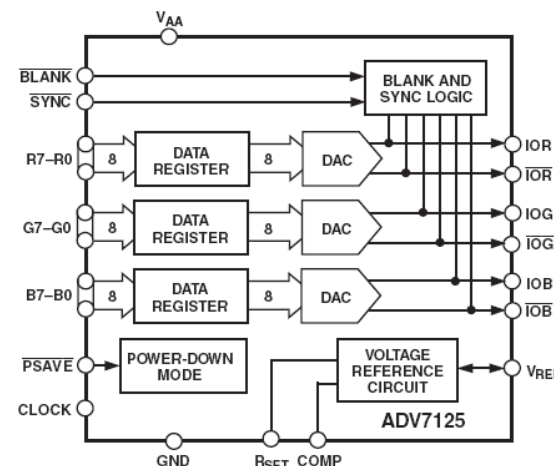 VAA
BLANK
SYNC
BLANK AND
SYNC LOGIC
R7–R0
8
DATA
REGISTER
8
DAC
IOR
IOR
G7–G0
8
DATA
REGISTER
8
DAC
IOG
IOG
B7–B0
8
DATA
REGISTER
8
DAC
IOB
IOB
PSAVE
POWER-DOWN
MODE
VOLTAGE
REFERENCE
CIRCUIT
VREF
CLOCK
ADV7125
GND
RSET
COMP